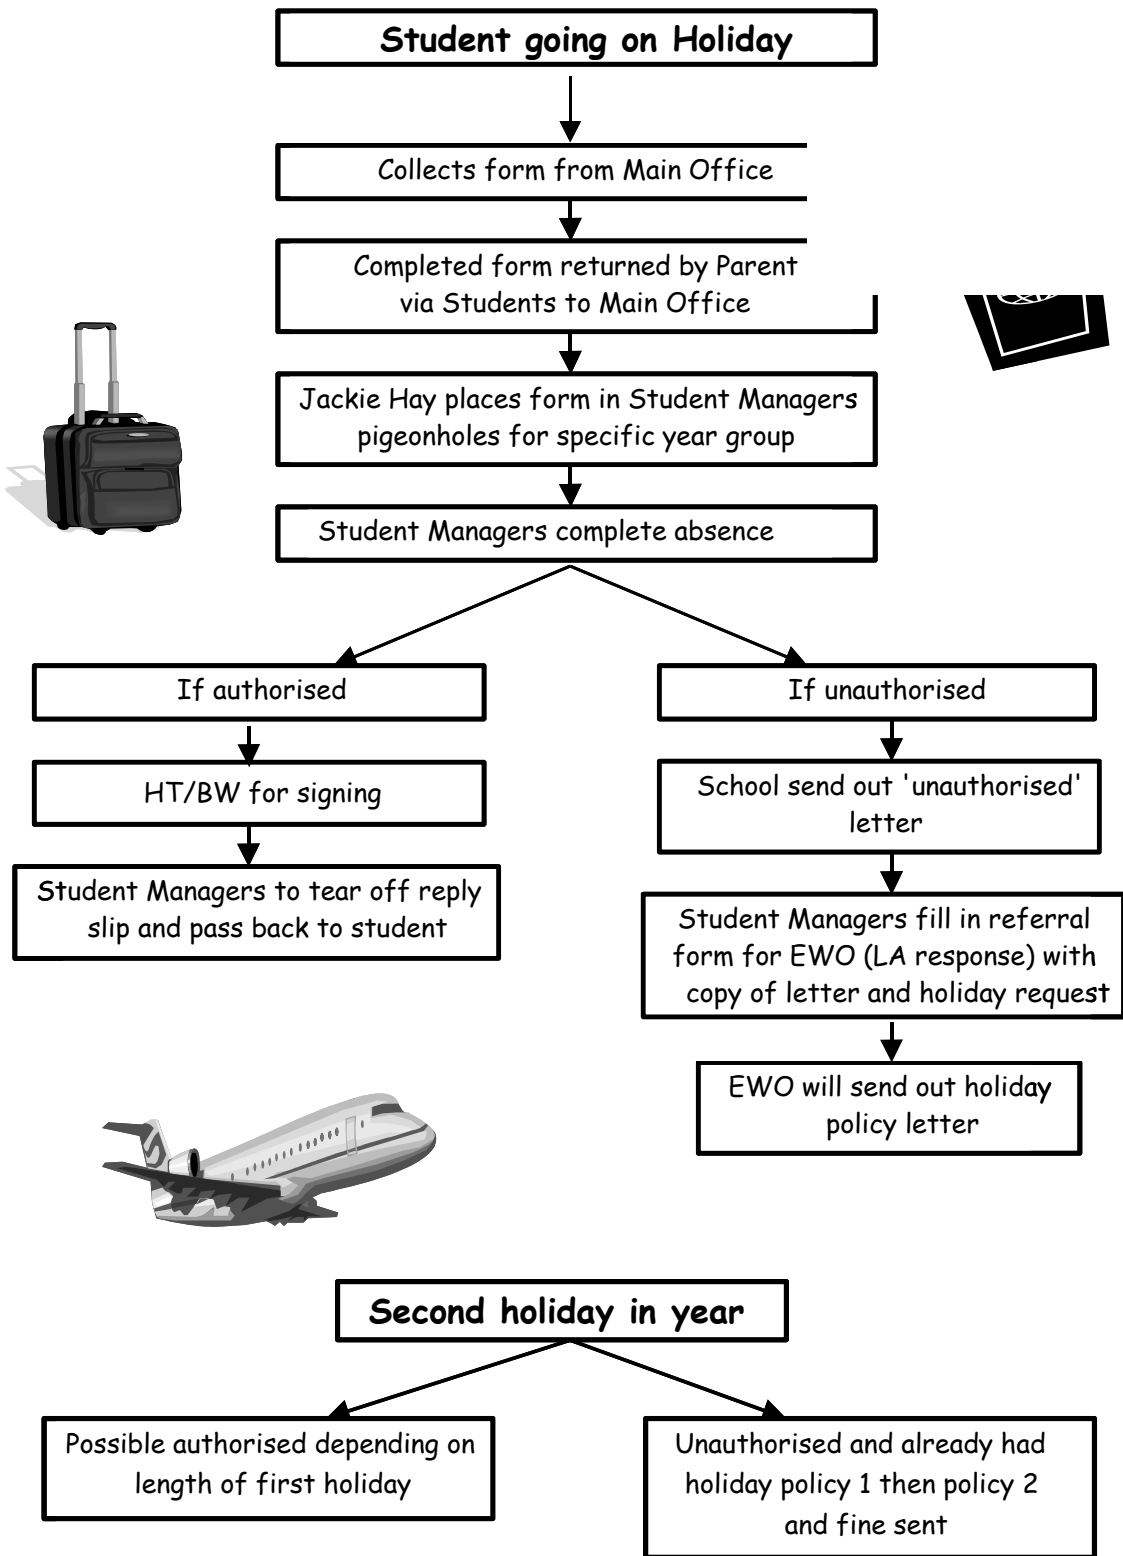 Student going on Holiday
Collects form from Main Office
Completed form returned by Parent
via Students to Main Office
Jackie Hay places form in Student Managers
pigeonholes for specific year group
Student Managers complete absence
If authorised
HT/BW for signing
Student Managers to tear off reply
slip and pass back to student
If unauthorised
School send out 'unauthorised'
letter
Student Managers fill in referral
form for EWO (LA response) with
copy of letter and holiday request
EWO will send out holiday
policy letter
Second holiday in year
Possible authorised depending on
length of first holiday
Unauthorised and already had
holiday policy 1 then policy 2
and fine sent